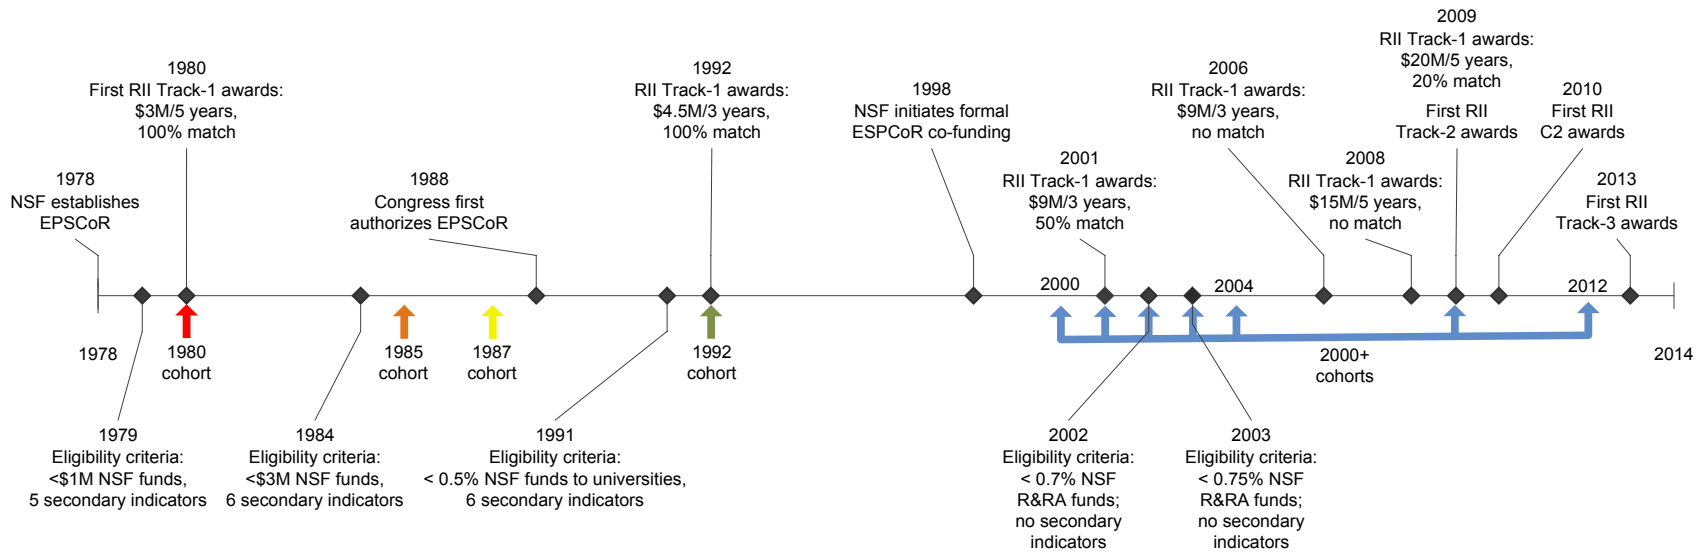 1978
NSF establishes
EPSCoR
1980
First RII Track-1 awards:
$3M/5 years,
100% match
1988
Congress first
authorizes EPSCoR
1992
RII Track-1 awards:
$4.5M/3 years,
100% match
1998
NSF initiates formal
ESPCoR co-funding
2001
RII Track-1 awards:
$9M/3 years,
50% match
2006
RII Track-1 awards:
$9M/3 years,
no match
2008
RII Track-1 awards:
$15M/5 years,
no match
2009
RII Track-1 awards:
$20M/5 years,
20% match
First RII
Track-2 awards
2010
First RII
C2 awards
2013
First RII
Track-3 awards
2000
2004
2012
1978
1980
cohort
1985
cohort
1987
cohort
1992
cohort
2000+
cohorts
2014
1979
Eligibility criteria:
<$1M NSF funds,
5 secondary indicators
1984
Eligibility criteria:
<$3M NSF funds,
6 secondary indicators
1991
Eligibility criteria:
< 0.5% NSF funds to universities,
6 secondary indicators
2002
Eligibility criteria:
< 0.7% NSF
R&RA funds;
no secondary
indicators
2003
Eligibility criteria:
< 0.75% NSF
R&RA funds;
no secondary
indicators